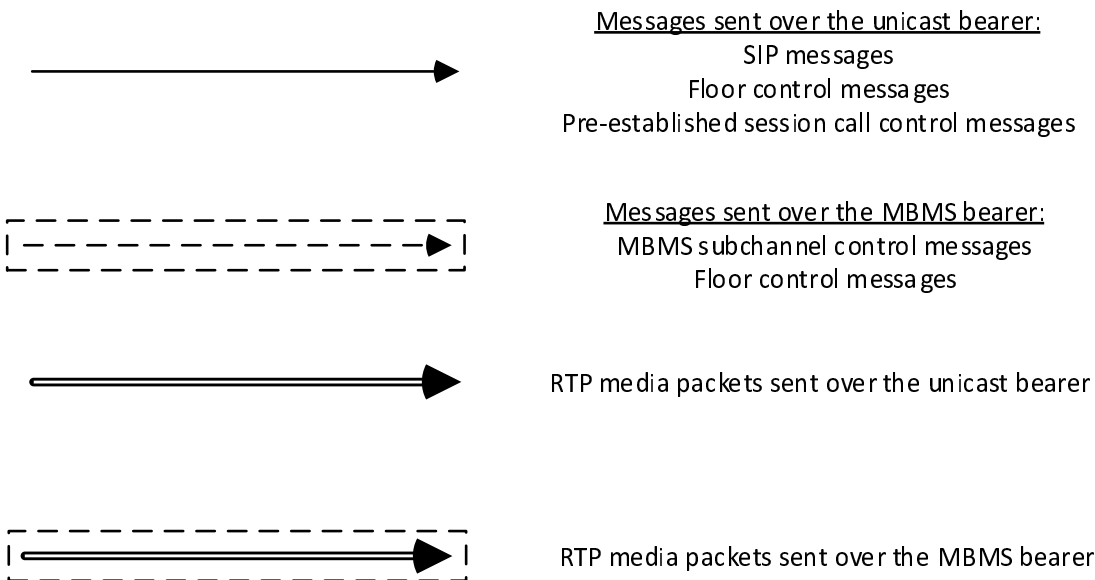 Messages sent over the unicast bearer:
SIP messages
Floor control messages
Pre-established session call control messages
Messages sent over the MBMS bearer:
MBMS subchannel control messages
Floor control messages
RTP media packets sent over the unicast bearer
RTP media packets sent over the MBMS bearer